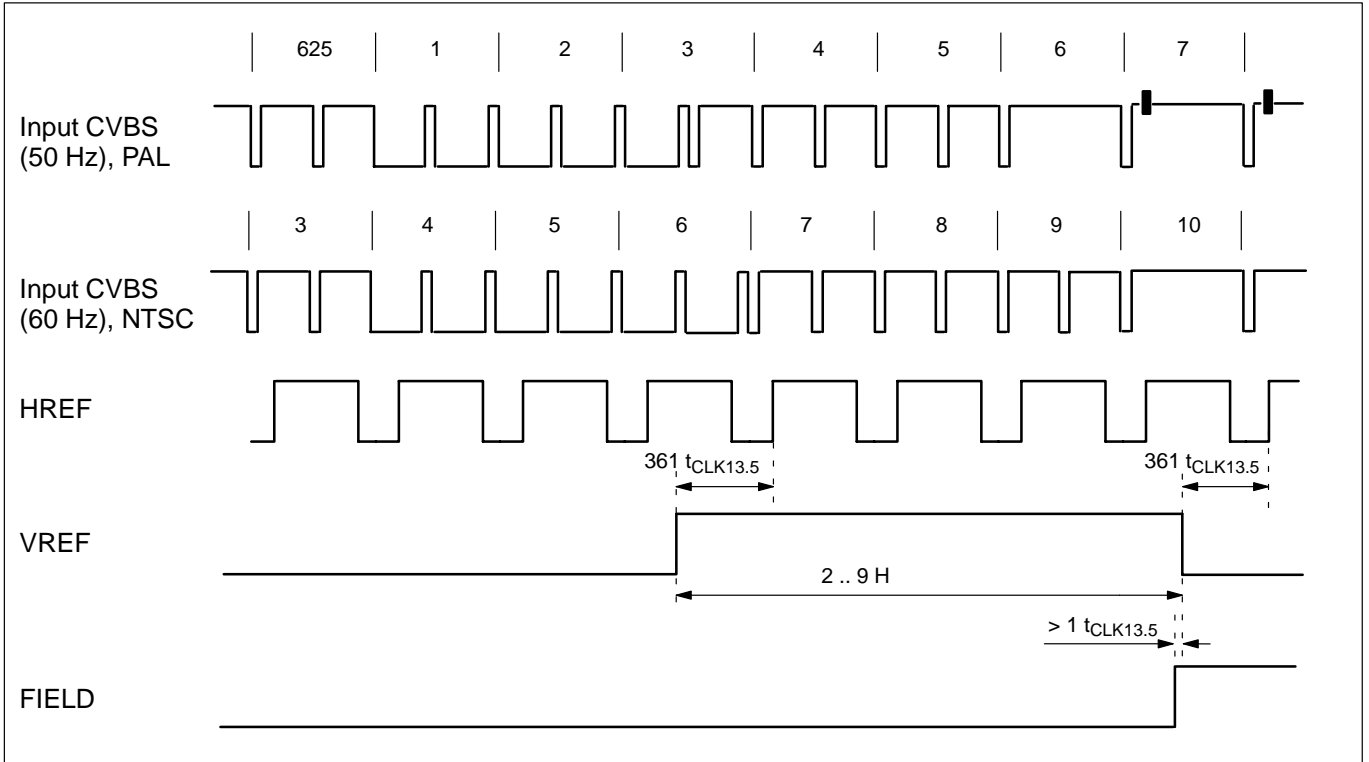 625 1 2 3 4 5 6 7
Input CVBS
(50 Hz), PAL
3 4 5 6 7 8 9 10
Input CVBS
(60 Hz), NTSC
HREF
361 tCLK13.5 361 tCLK13.5
VREF
2 .. 9 H
> 1 tCLK13.5
FIELD